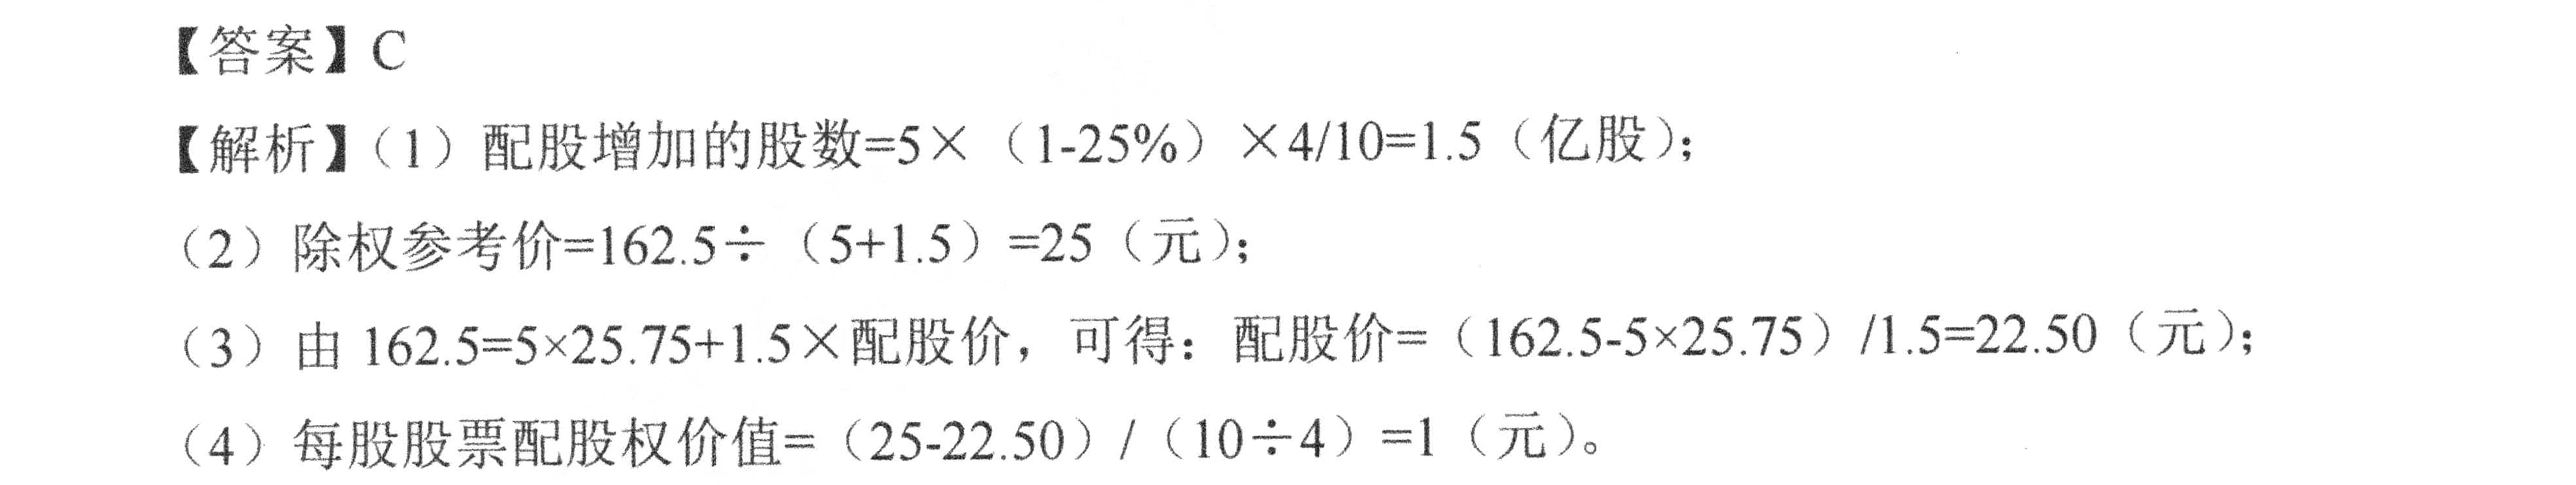 【答案】C
【解析】（1）配股增加的股数=5×（1-25%）×4/10=1.5（亿股）；
（2）除权参考价=162.5÷（5+1.5）=25（元）；
（3）由 162.5=5×25.75+1.5×配股价，可得：配股价=（162.5-5×25.75）/1.5=22.50（元）；
（4）每股股票配股权价值=（25-22.50）/（10÷4）=1（元）。